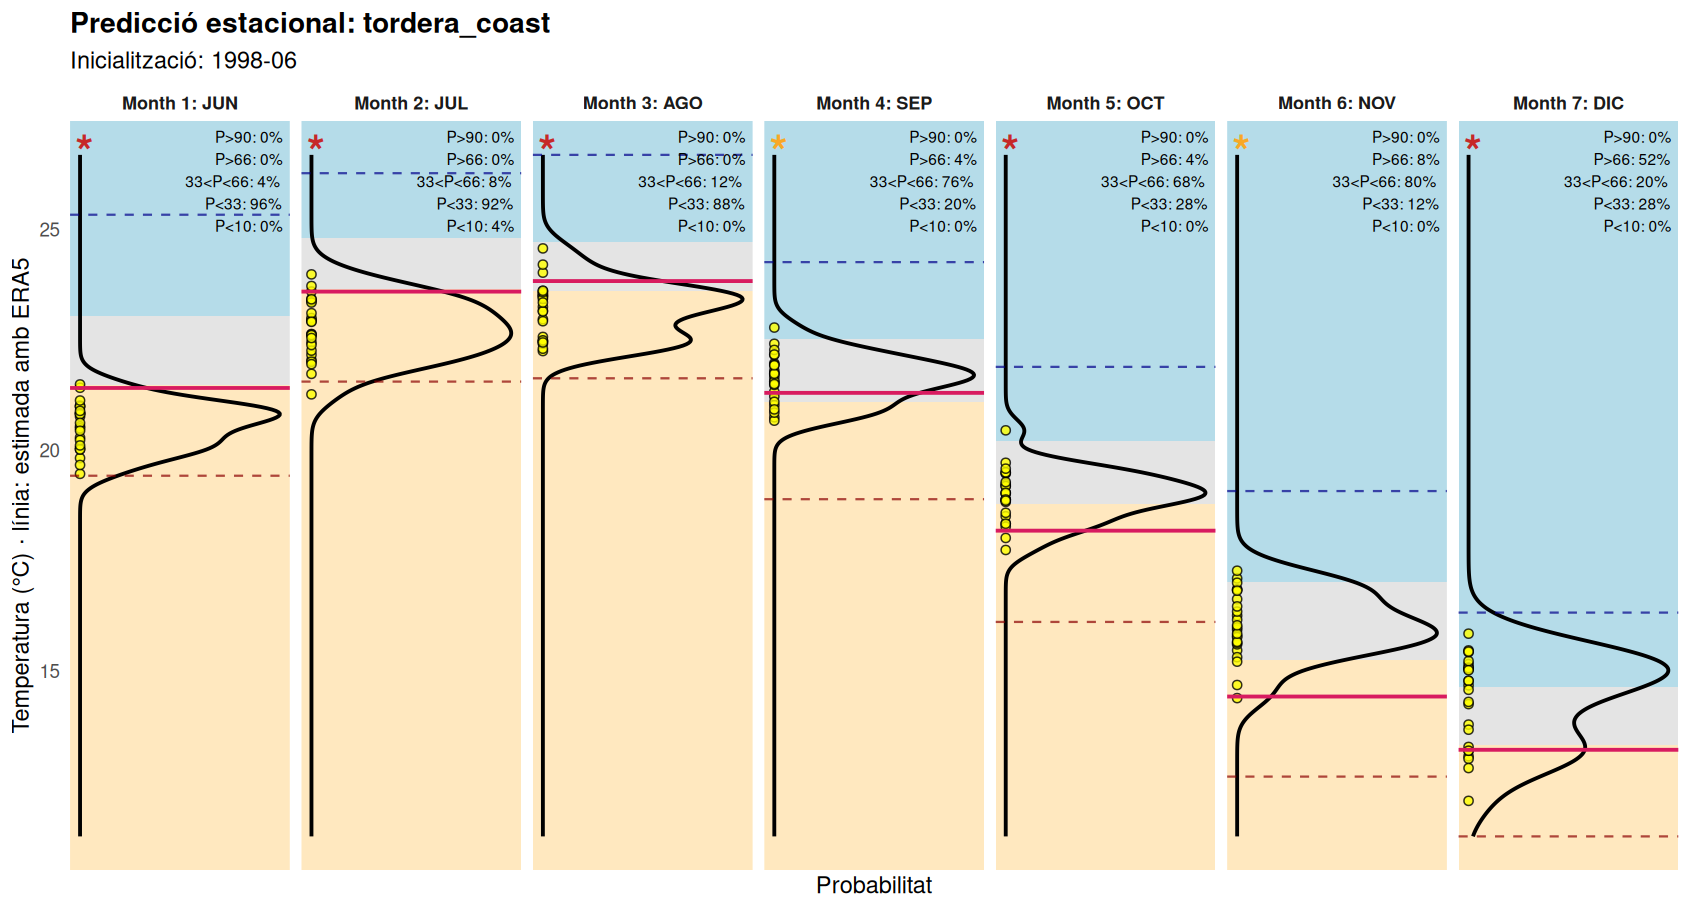 Predicció estacional: tordera_coast
Inicialització: 1998-06
Month 1: JUN
P>90: 0%
P>66: 0%
33<P<66: 4%
P<33: 96%
P<10: 0%
Month 2: JUL
P>90: 0%
P>66: 0%
33<P<66: 8%
P<33: 92%
P<10: 4%
Month 3: AGO
P>90: 0%
P>66: 0%
33<P<66: 12%
P<33: 88%
P<10: 0%
Month 4: SEP
P>90: 0%
P>66: 4%
33<P<66: 76%
P<33: 20%
P<10: 0%
Month 5: OCT
P>90: 0%
P>66: 4%
33<P<66: 68%
P<33: 28%
P<10: 0%
Month 6: NOV
P>90: 0%
P>66: 8%
33<P<66: 80%
P<33: 12%
P<10: 0%
Month 7: DIC
P>90: 0%
P>66: 52%
33<P<66: 20%
P<33: 28%
P<10: 0%
Temperatura (°C) · línia: estimada amb ERA5
25
20
15
Probabilitat